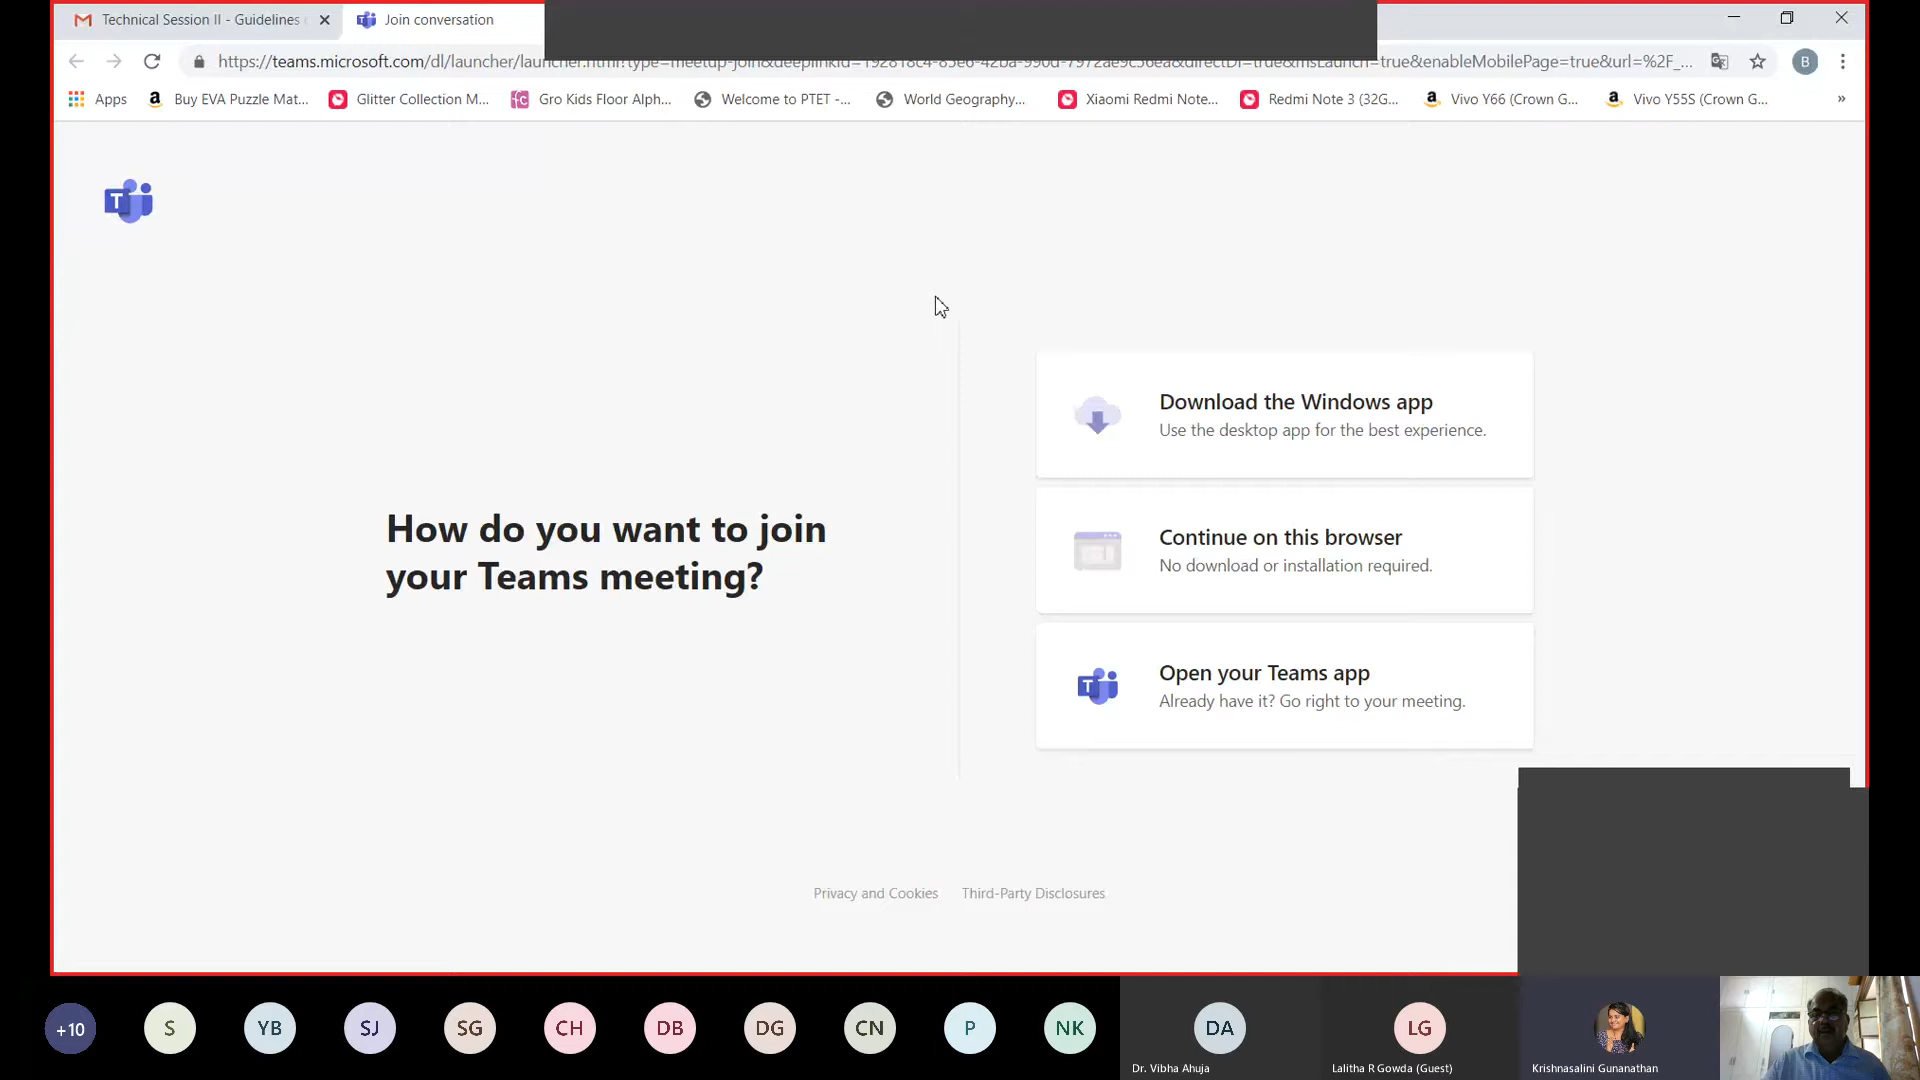 Technical Session II - Guidelines
Join conversation
https://teams.microsoft.com/dl/launcher/launcher.html?type=meetup-join&deeplinkId=
&directDl=true&msLaunch=true&enableMobilePage=true&url=%2F_...
B
Apps
Buy EVA Puzzle Mat...
Glitter Collection M...
Gro Kids Floor Alph...
Welcome to PTET -...
World Geography...
Xiaomi Redmi Note...
Redmi Note 3 (32G...
Vivo Y66 (Crown G...
Vivo Y55S (Crown G...
»
T
How do you want to join
your Teams meeting?
Download the Windows app
Use the desktop app for the best experience.
Continue on this browser
No download or installation required.
T
Open your Teams app
Already have it? Go right to your meeting.
Privacy and Cookies
Third-Party Disclosures
+10
S
YB
SJ
SG
CH
DB
DG
CN
P
NK
DA
Dr. Vibha Ahuja
LG
Lalitha R Gowda (Guest)
Krishnasalini Gunanathan